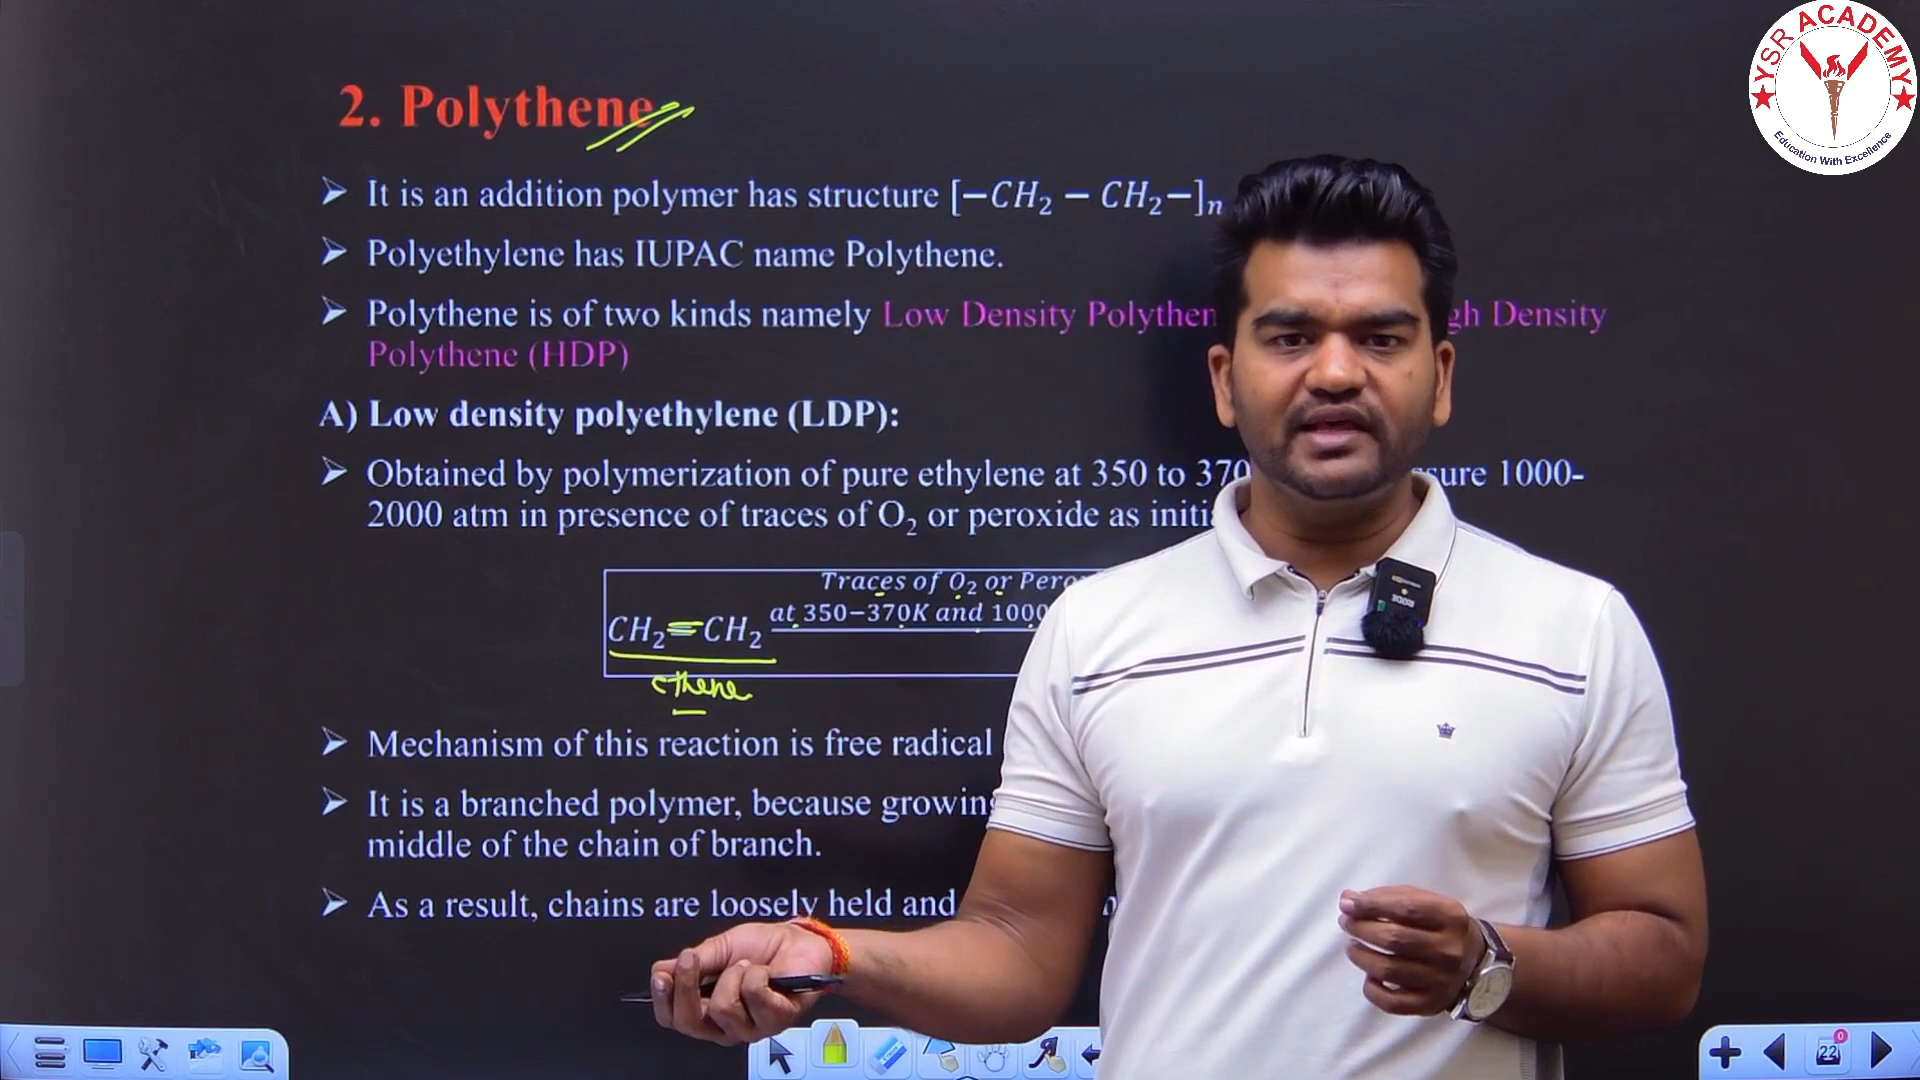 YSR ACADEMY
Education With Excellence
2. Polythene
➤ It is an addition polymer has structure [−CH₂ − CH₂−]ₙ
➤ Polyethylene has IUPAC name Polythene.
➤ Polythene is of two kinds namely Low Density Density
Polythene (HDP)
A) Low density polyethylene (LDP):
➤ Obtained by polymerization of pure ethylene at 350 to 370 1000-
2000 atm in presence of traces of O₂ or peroxide as
Traces of O₂ or
CH₂=CH₂ at 350−370K and 1000
ethene
➤ Mechanism of this reaction is free radical
➤ It is a branched polymer, because
middle of the chain of branch.
➤ As a result, chains are loosely held and
22
0